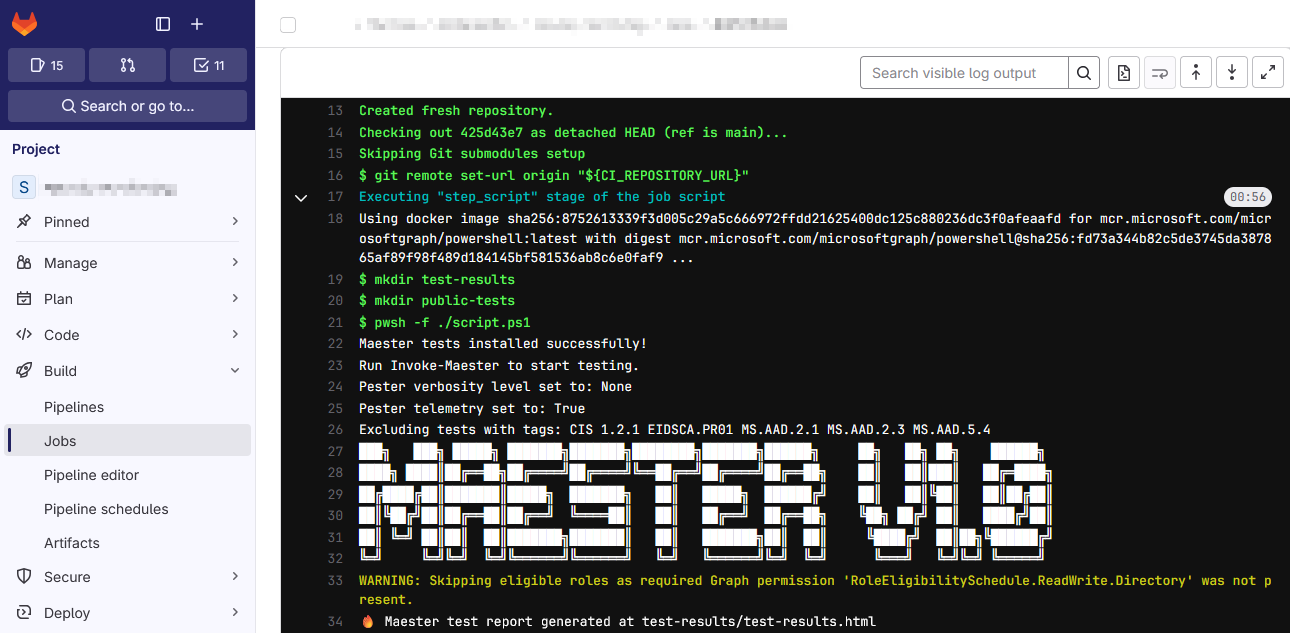 15
11
Search or go to...
Project
S
Pinned
Manage
Plan
Code
Build
Pipelines
Jobs
Pipeline editor
Pipeline schedules
Artifacts
Secure
Deploy
Search visible log output
13 Created fresh repository.
14 Checking out 425d43e7 as detached HEAD (ref is main)...
15 Skipping Git submodules setup
16 $ git remote set-url origin "${CI_REPOSITORY_URL}"
17 Executing "step_script" stage of the job script 00:56
18 Using docker image sha256:8752613339f3d005c29a5c666972ffdd21625400dc125c880236dc3f0afeaafd for mcr.microsoft.com/micr
osoftgraph/powershell:latest with digest mcr.microsoft.com/microsoftgraph/powershell@sha256:fd73a344b82c5de3745da3878
65af89f98f489d184145bf581536ab8c6e0faf9 ...
19 $ mkdir test-results
20 $ mkdir public-tests
21 $ pwsh -f ./script.ps1
22 Maester tests installed successfully!
23 Run Invoke-Maester to start testing.
24 Pester verbosity level set to: None
25 Pester telemetry set to: True
26 Excluding tests with tags: CIS 1.2.1 EIDSCA.PR01 MS.AAD.2.1 MS.AAD.2.3 MS.AAD.5.4
27
28
29
30
31
32
MAESTER V1.0
33 WARNING: Skipping eligible roles as required Graph permission 'RoleEligibilitySchedule.ReadWrite.Directory' was not p
resent.
34 🔥 Maester test report generated at test-results/test-results.html